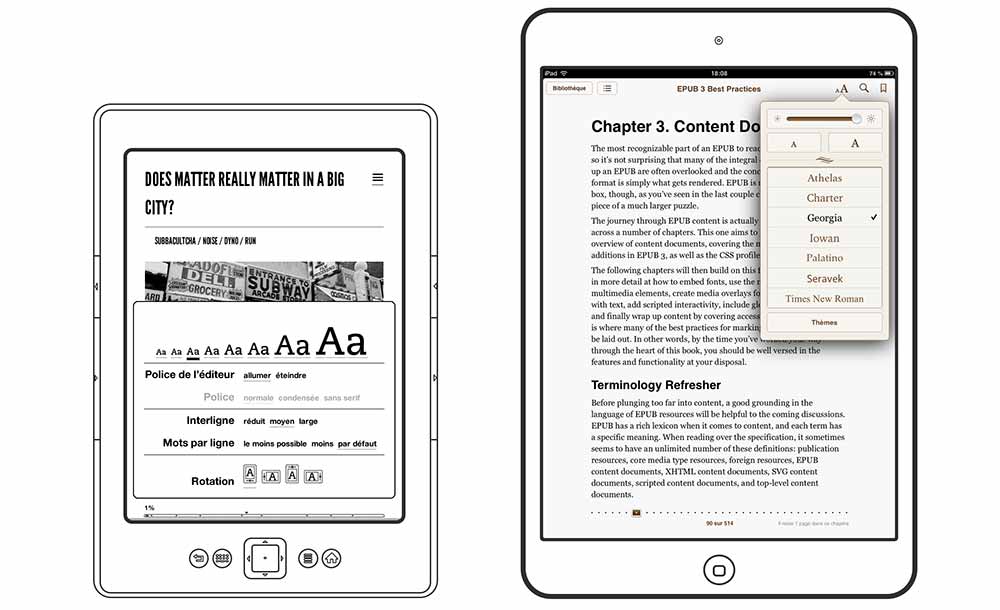 DOES MATTER REALLY MATTER IN A BIG
CITY?
SUBBACULTCHA / NOISE / DYNO / RUN
DELI.
GROCERY
ENTRANCE TO
SUBWAY
ARCADE STORES
COSMOS
ARD
Aa Aa Aa Aa Aa Aa Aa Aa
Police de l'éditeur allumer éteindre
Police normale condensée sans serif
Interligne réduit moyen large
Mots par ligne le moins possible moins par défaut
Rotation A A A A
1%
iPad 18:08 74 %
Bibliothèque EPUB 3 Best Practices AA
Chapter 3. Content Do
The most recognizable part of an EPUB to rea
so it's not surprising that many of the integral
up an EPUB are often overlooked and the conc
format is simply what gets rendered. EPUB is
box, though, as you've seen in the last couple c
piece of a much larger puzzle.
The journey through EPUB content is actually
across a number of chapters. This one aims to
overview of content documents, covering the n
additions in EPUB 3, as well as the CSS profile
The following chapters will then build on this f
in more detail at how to embed fonts, use the
multimedia elements, create media overlays fo
with text, add scripted interactivity, include glo
and finally wrap up content by covering access
is where many of the best practices for markin
be laid out. In other words, by the time you've worked your way
through the heart of this book, you should be well versed in the
features and functionality at your disposal.
Terminology Refresher
Before plunging too far into content, a good grounding in the
language of EPUB resources will be helpful to the coming discussions.
EPUB has a rich lexicon when it comes to content, and each term has
a specific meaning. When reading over the specification, it sometimes
seems to have an unlimited number of these definitions: publication
resources, core media type resources, foreign resources, EPUB
content documents, XHTML content documents, SVG content
documents, scripted content documents, and top-level content
documents.
90 sur 514 Il reste 1 page dans ce chapitre
A A
Athelas
Charter
Georgia
Iowan
Palatino
Seravek
Times New Roman
Thèmes